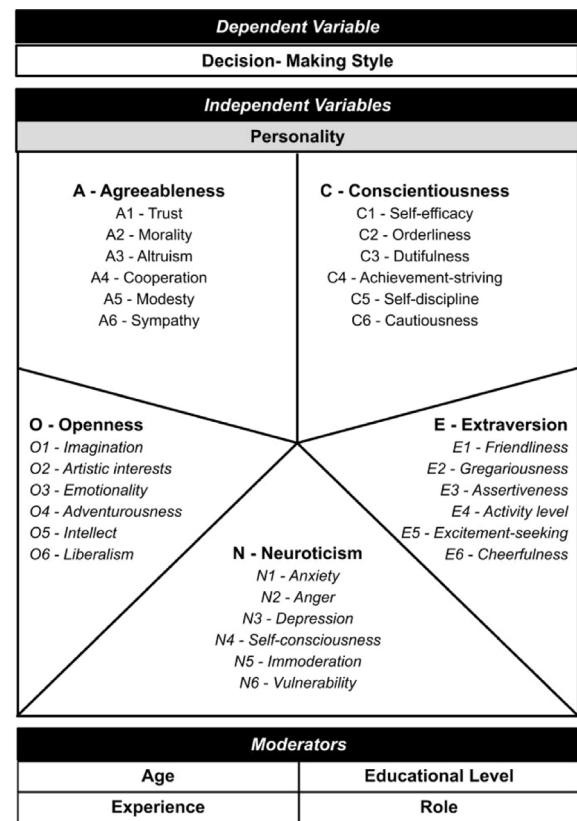 Dependent Variable
Decision- Making Style
Independent Variables
Personality
A - Agreeableness
A1 - Trust
A2 - Morality
A3 - Altruism
A4 - Cooperation
A5 - Modesty
A6 - Sympathy
C - Conscientiousness
C1 - Self-efficacy
C2 - Orderliness
C3 - Dutifulness
C4 - Achievement-striving
C5 - Self-discipline
C6 - Cautiousness
O - Openness
O1 - Imagination
O2 - Artistic interests
O3 - Emotionality
O4 - Adventurousness
O5 - Intellect
O6 - Liberalism
E - Extraversion
E1 - Friendliness
E2 - Gregariousness
E3 - Assertiveness
E4 - Activity level
E5 - Excitement-seeking
E6 - Cheerfulness
N - Neuroticism
N1 - Anxiety
N2 - Anger
N3 - Depression
N4 - Self-consciousness
N5 - Immoderation
N6 - Vulnerability
Moderators
Age
Educational Level
Experience
Role